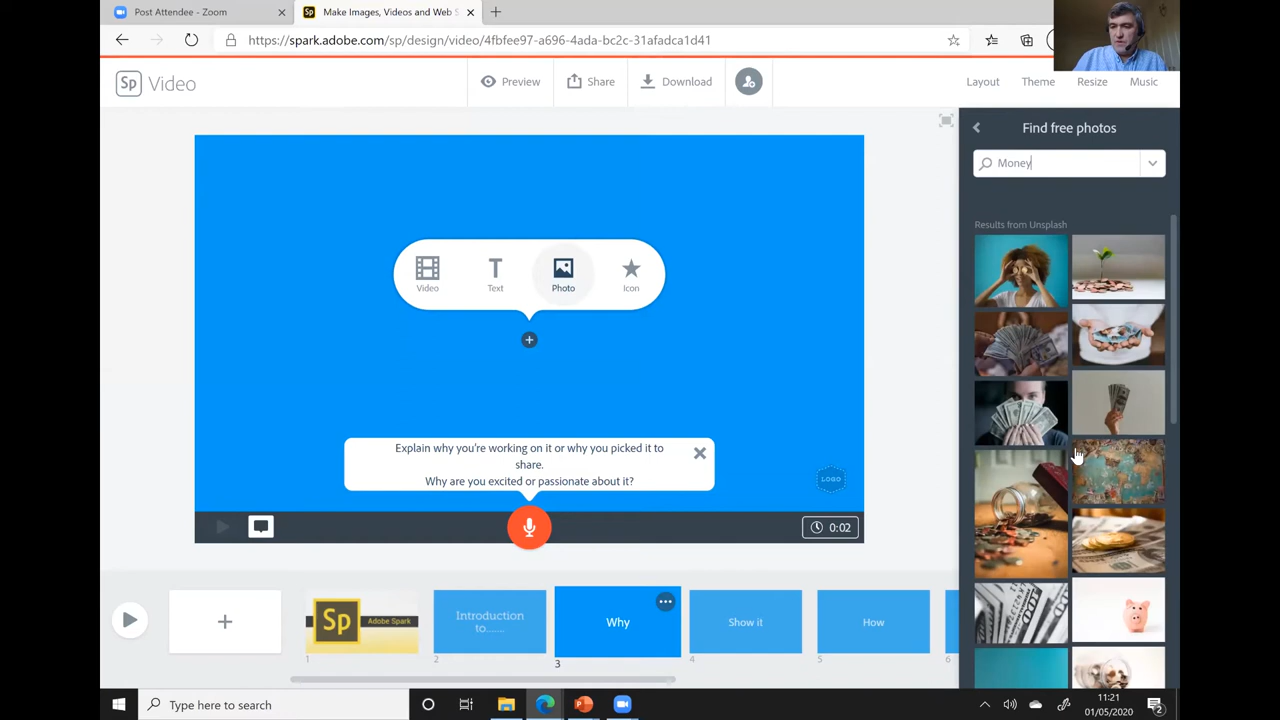 Post Attendee - Zoom
Make Images, Videos and Web S
https://spark.adobe.com/sp/design/video/4fbfee97-a696-4ada-bc2c-31afadca1d41
Sp Video
Preview
Share
Download
Layout
Theme
Resize
Music
Find free photos
Money
Results from Unsplash
Video
Text
Photo
Icon
Explain why you're working on it or why you picked it to
share.
Why are you excited or passionate about it?
LOGO
0:02
Sp Adobe Spark
Introduction
to.......
Why
Show it
How
1
2
3
4
5
6
Type here to search
11:21
01/05/2020
2